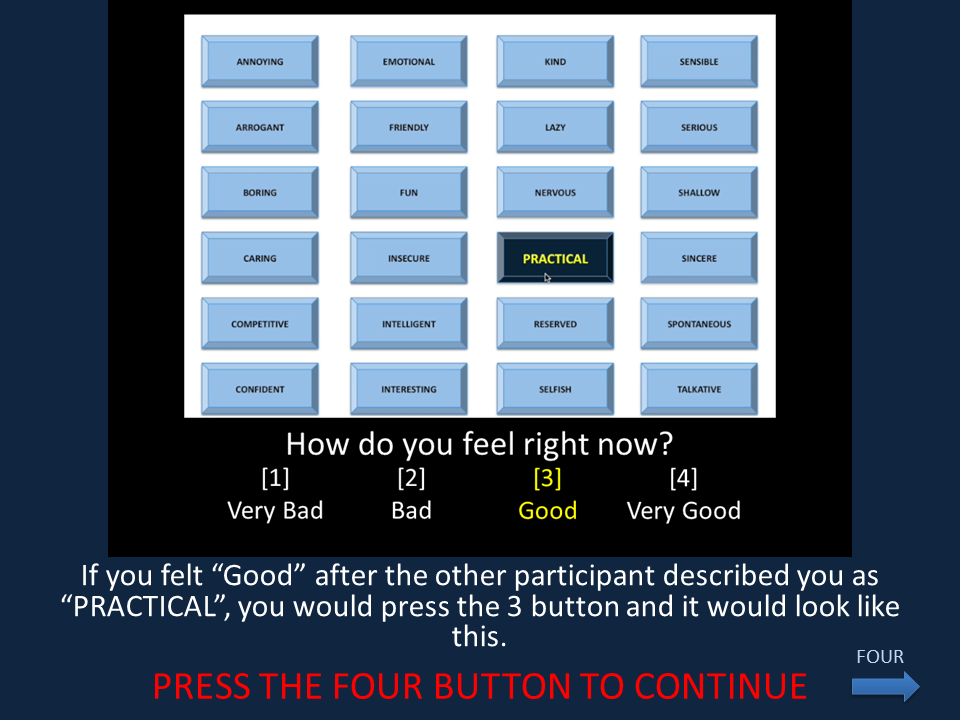 ANNOYING EMOTIONAL KIND SENSIBLE
ARROGANT FRIENDLY LAZY SERIOUS
BORING FUN NERVOUS SHALLOW
CARING INSECURE PRACTICAL SINCERE
COMPETITIVE INTELLIGENT RESERVED SPONTANEOUS
CONFIDENT INTERESTING SELFISH TALKATIVE
How do you feel right now?
[1] [2] [3] [4]
Very Bad Bad Good Very Good
If you felt “Good” after the other participant described you as
“PRACTICAL”, you would press the 3 button and it would look like
this.
FOUR
PRESS THE FOUR BUTTON TO CONTINUE